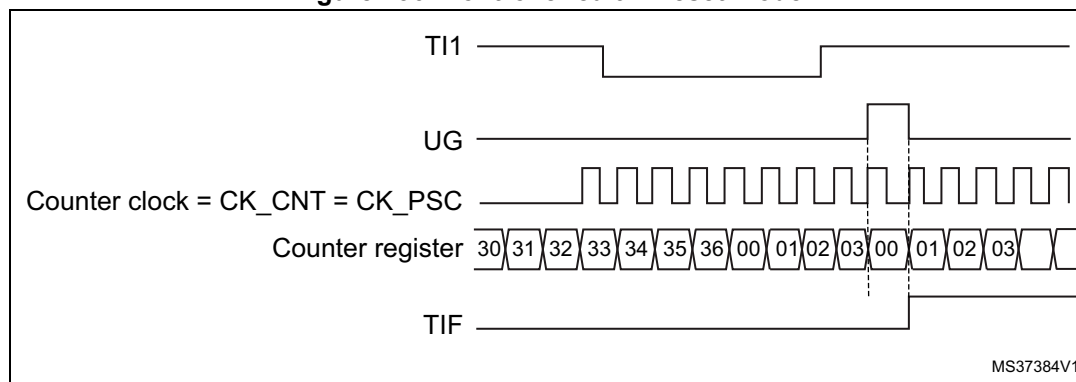 TI1
UG
Counter clock = CK_CNT = CK_PSC
Counter register 30 31 32 33 34 35 36 00 01 02 03 00 01 02 03
TIF
MS37384V1